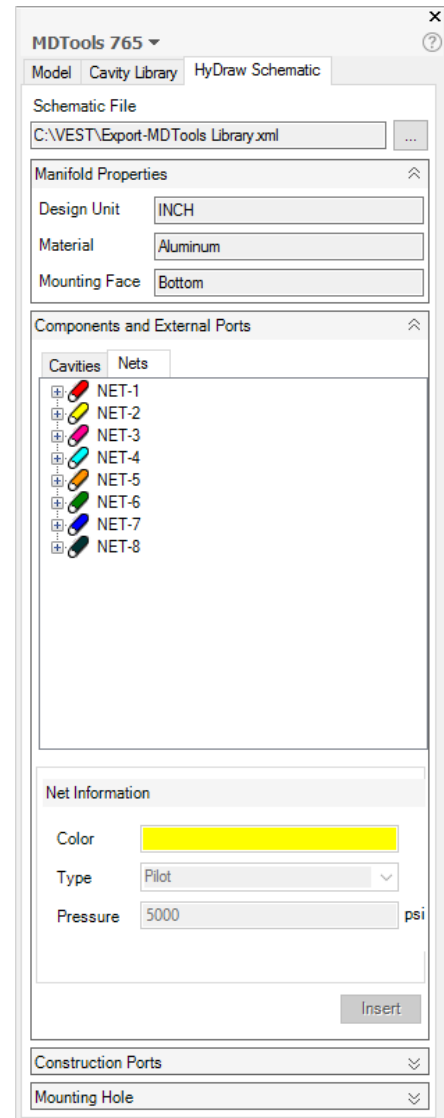 MDTools 765
Model Cavity Library HyDraw Schematic
Schematic File
C:\VEST\Export-MDTools Library.xml ...
Manifold Properties
Design Unit INCH
Material Aluminum
Mounting Face Bottom
Components and External Ports
Cavities Nets
NET-1
NET-2
NET-3
NET-4
NET-5
NET-6
NET-7
NET-8
Net Information
Color
Type Pilot
Pressure 5000 psi
Insert
Construction Ports
Mounting Hole